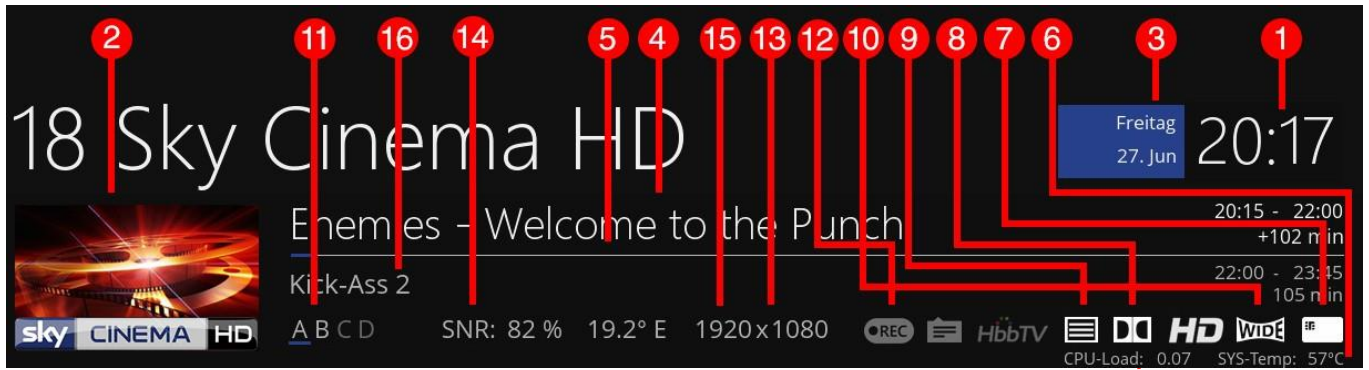 2 11 16 14 5 4 15 13 12 10 9 8 7 6 3 1
18 Sky Cinema HD
Freitag
27. Jun
20:17
Enemies - Welcome to the Punch
20:15 - 22:00
+102 min
Kick-Ass 2
22:00 - 23:45
105 min
sky CINEMA HD
A B C D
SNR: 82 %
19.2° E
1920x1080
REC
HbbTV
HD
WIDE
CPU-Load: 0.07
SYS-Temp: 57°C